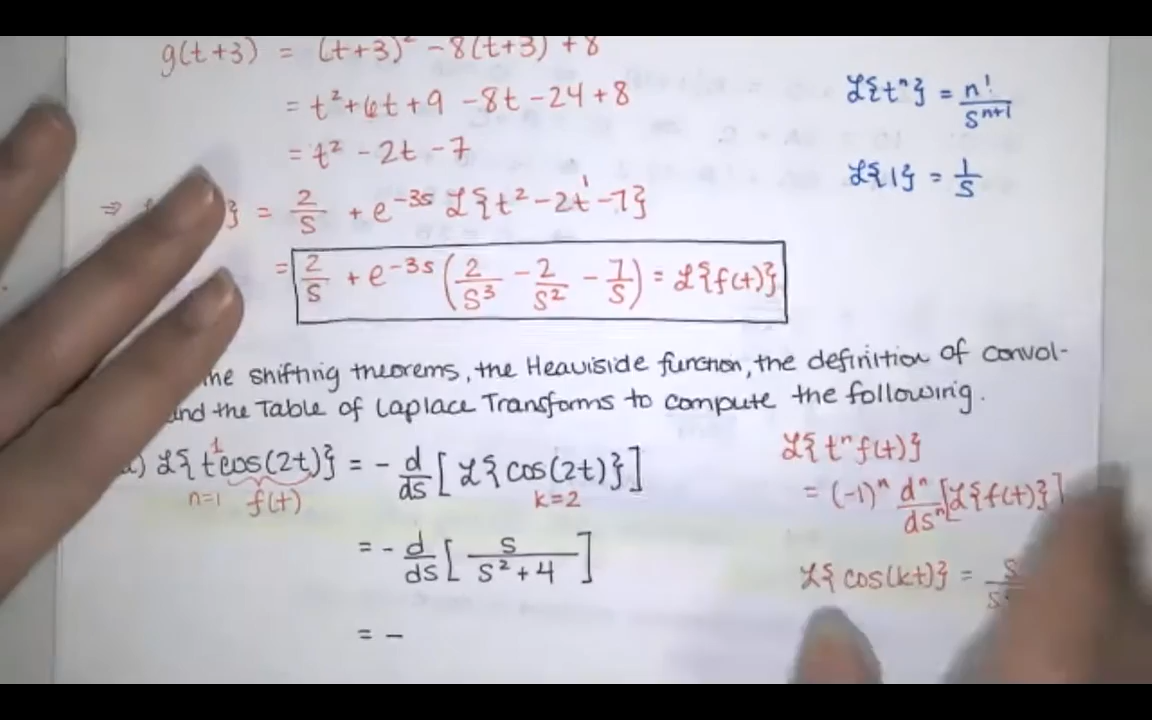 g(t+3) = (t+3)² - 8(t+3) + 8
= t² + 6t + 9 - 8t - 24 + 8
= t² - 2t - 7
ℒ{tⁿ} = n!/sⁿ⁺¹
ℒ{1} = 1/s
⇒ } = 2/s + e⁻³ˢ ℒ{t² - 2t¹ - 7}
= 2/s + e⁻³ˢ (2/s³ - 2/s² - 7/s) = ℒ{f(t)}
shifting theorems, the Heaviside function, the definition of convol-
and the Table of Laplace Transforms to compute the following.
a) ℒ{t¹cos(2t)} = - d/ds [ℒ{cos(2t)}]
n=1 f(t) k=2
= - d/ds [s/(s²+4)]
= -
ℒ{tⁿf(t)}
= (-1)ⁿ dⁿ/dsⁿ [ℒ{f(t)}]
ℒ{cos(kt)} =